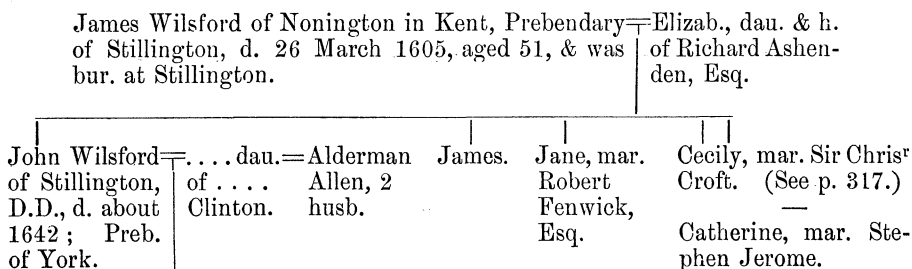 James Wilsford of Nonington in Kent, Prebendary
of Stillington, d. 26 March 1605, aged 51, & was
bur. at Stillington.
=Elizab., dau. & h.
of Richard Ashen-
den, Esq.
John Wilsford=
of Stillington,
D.D., d. about
1642; Preb.
of York.
....dau.=
of ....
Clinton.
Alderman
Allen, 2
husb.
James.
Jane, mar.
Robert
Fenwick,
Esq.
Cecily, mar. Sir Chrisʳ
Croft. (See p. 317.)
—
Catherine, mar. Ste-
phen Jerome.